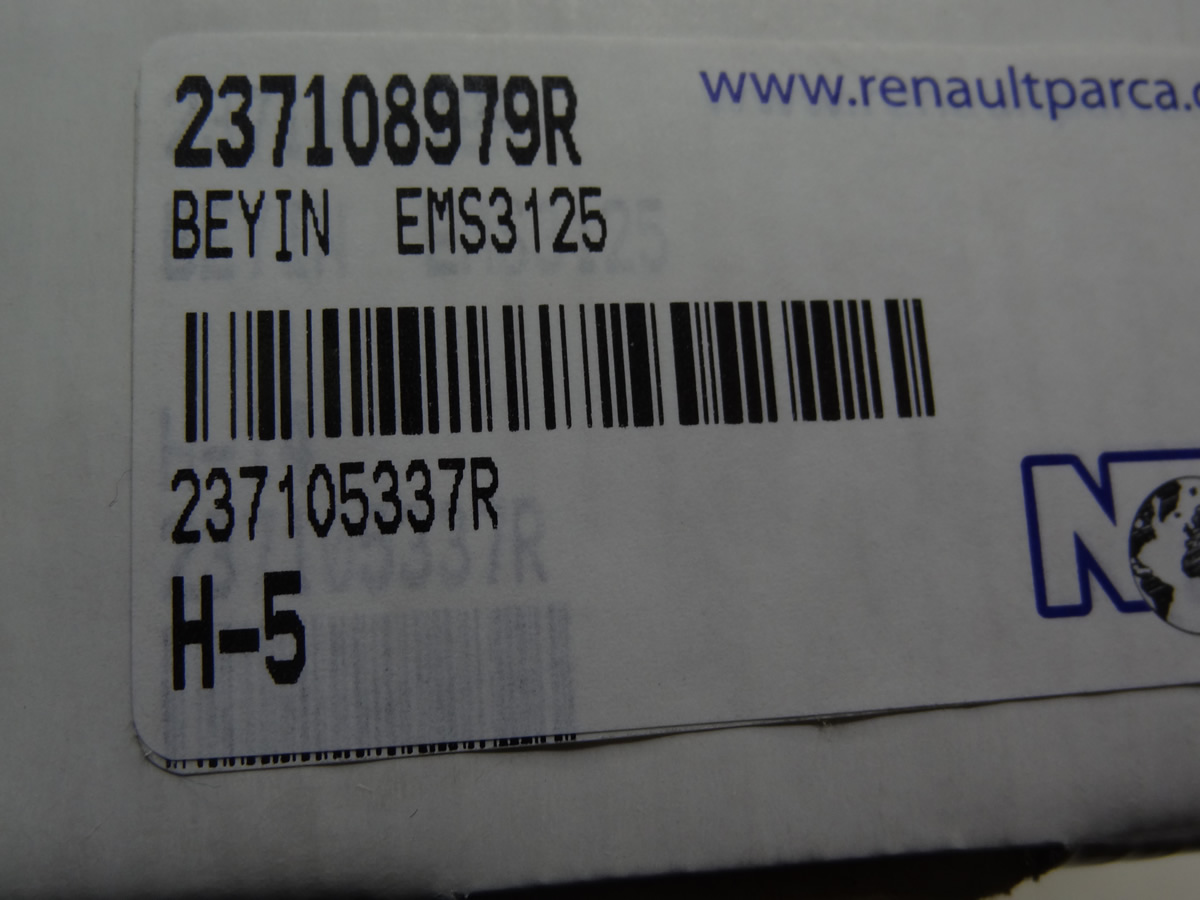 237108979R
www.renaultparca.
BEYIN EMS3125
237105337R
H-5